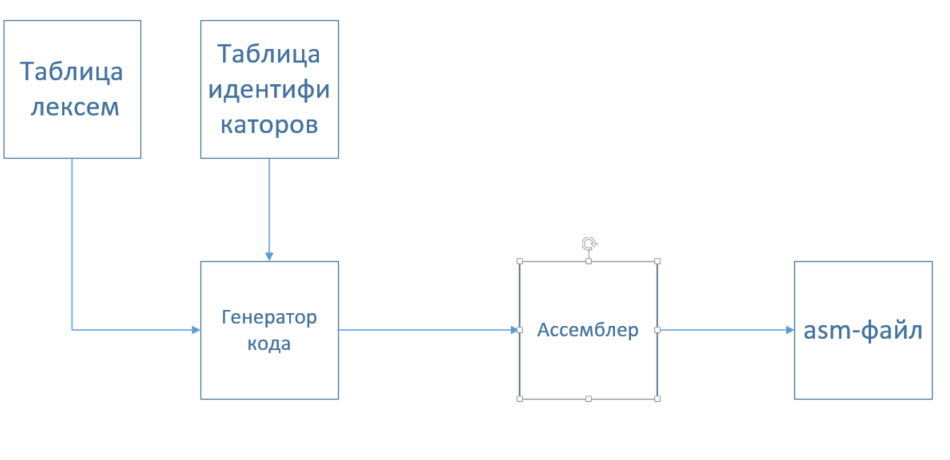 Таблица
лексем
Таблица
идентифи
каторов
Генератор
кода
Ассемблер
asm-файл